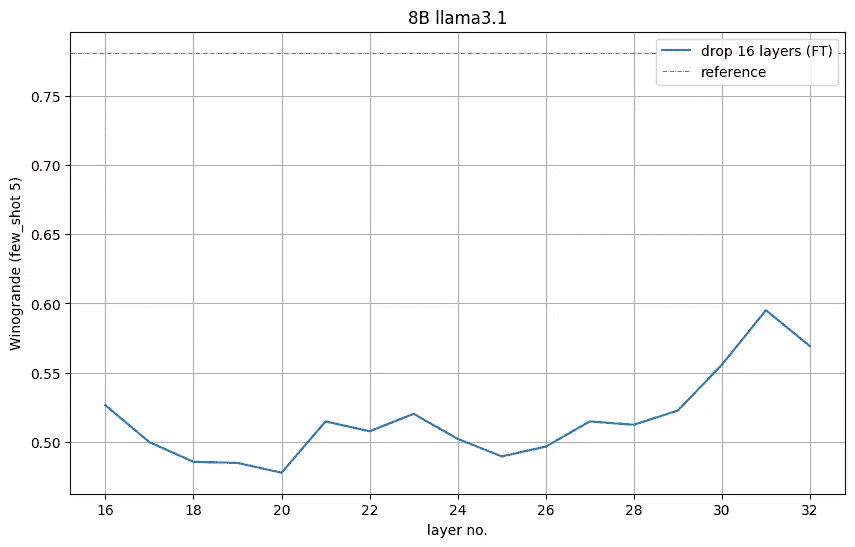 8B llama3.1
drop 16 layers (FT)
reference
Winogrande (few_shot 5)
0.75
0.70
0.65
0.60
0.55
0.50
16 18 20 22 24 26 28 30 32
layer no.